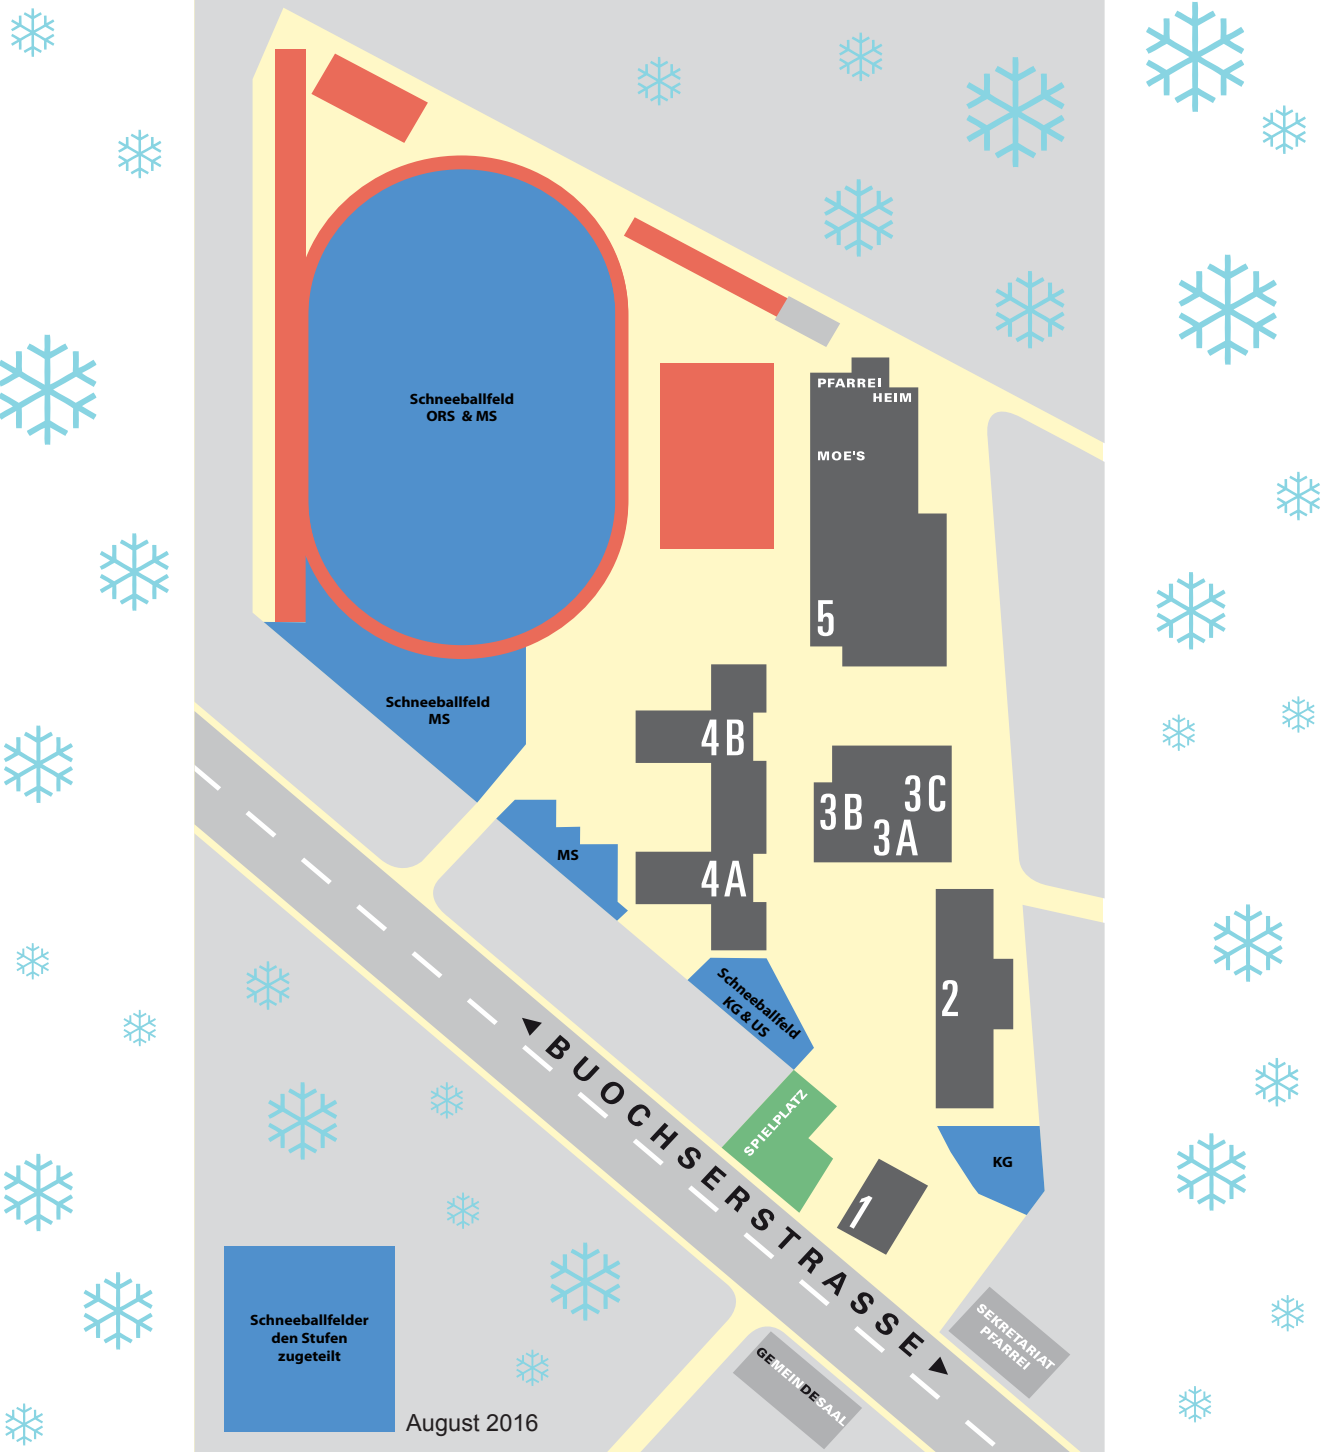 PFARREI
HEIM
Schneeballfeld
ORS & MS
MOE'S
5
Schneeballfeld
MS
4B
3C
3B
3A
MS
4A
2
Schneeballfeld
KG & US
BUOCHSERSTRASSE
SPIELPLATZ
KG
1
SEKRETARIAT
PFARREI
GEMEINDESAAL
Schneeballfelder
den Stufen
zugeteilt
August 2016